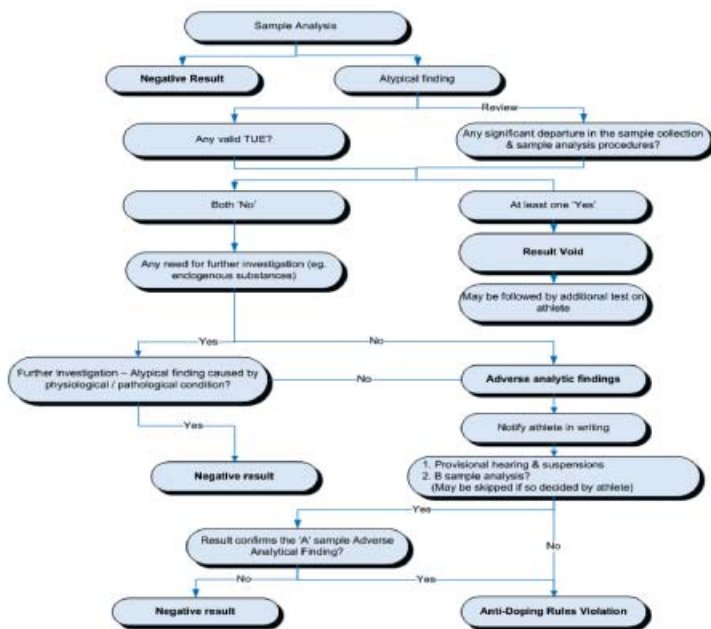 Sample Analysis
Negative Result
Atypical finding
Review
Any valid TUE?
Any significant departure in the sample collection
& sample analysis procedures?
Both 'No'
At least one 'Yes'
Any need for further investigation (eg.
endogenous substances)
Result Void
May be followed by additional test on
athlete
Yes
No
Further Investigation – Atypical finding caused by
physiological / pathological condition?
No
Adverse analytic findings
Yes
Notify athlete in writing
Negative result
1. Provisional hearing & suspensions
2. B sample analysis?
(May be skipped if so decided by athlete)
Yes
Result confirms the 'A' sample Adverse
Analytical Finding?
No
No
Yes
Negative result
Anti-Doping Rules Violation